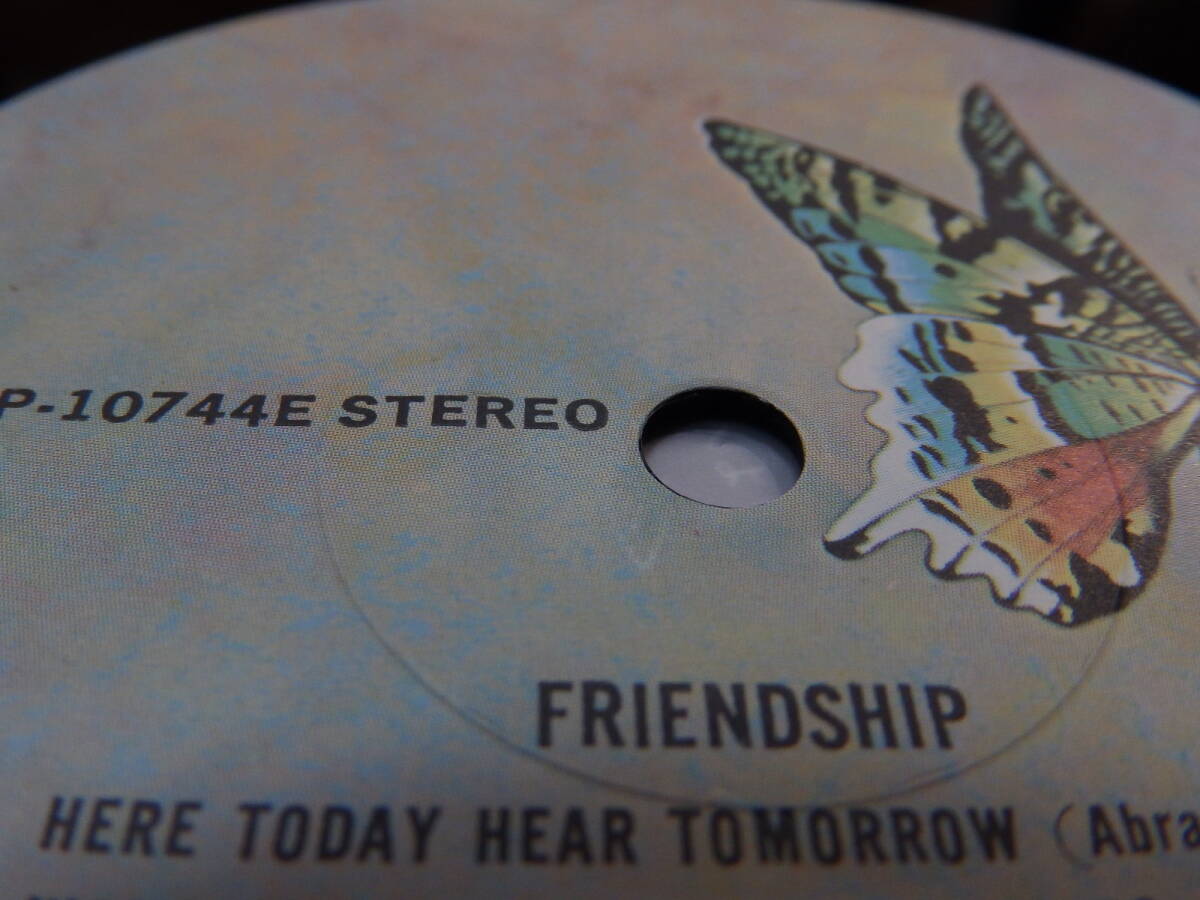 P-10744E STEREO
FRIENDSHIP
HERE TODAY HEAR TOMORROW (Abra